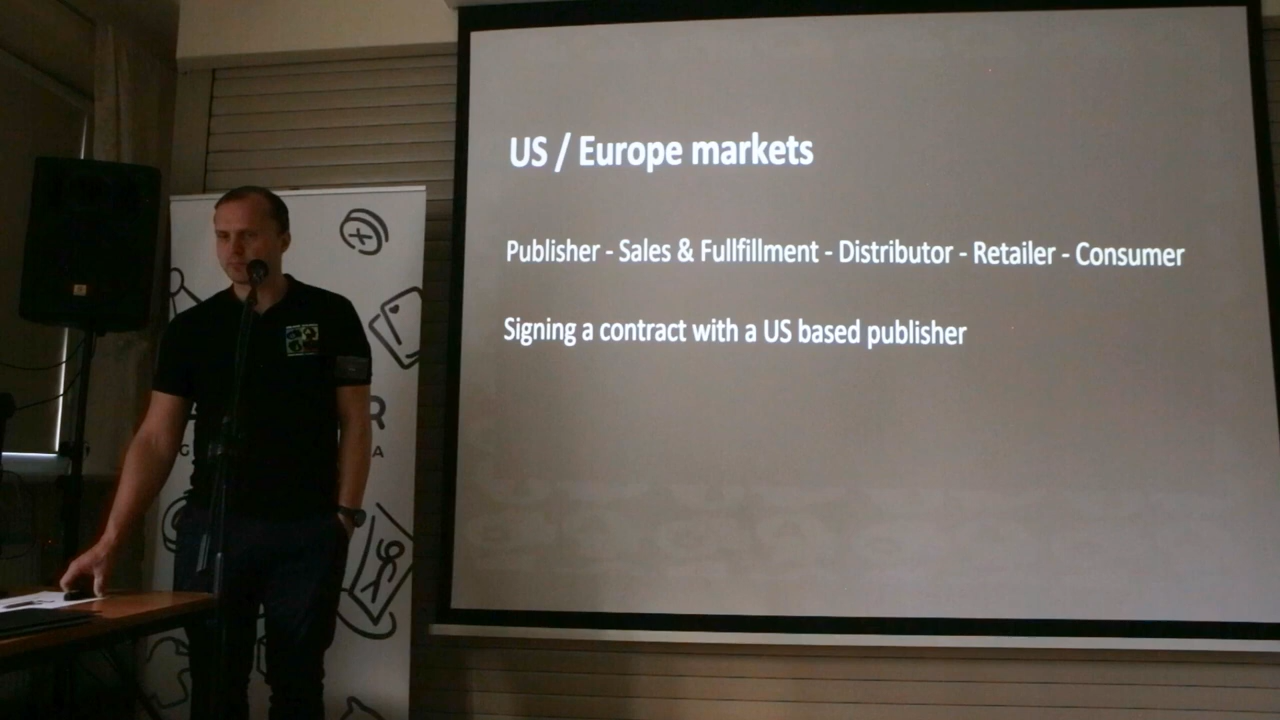 US / Europe markets
Publisher - Sales & Fullfillment - Distributor - Retailer - Consumer
Signing a contract with a US based publisher